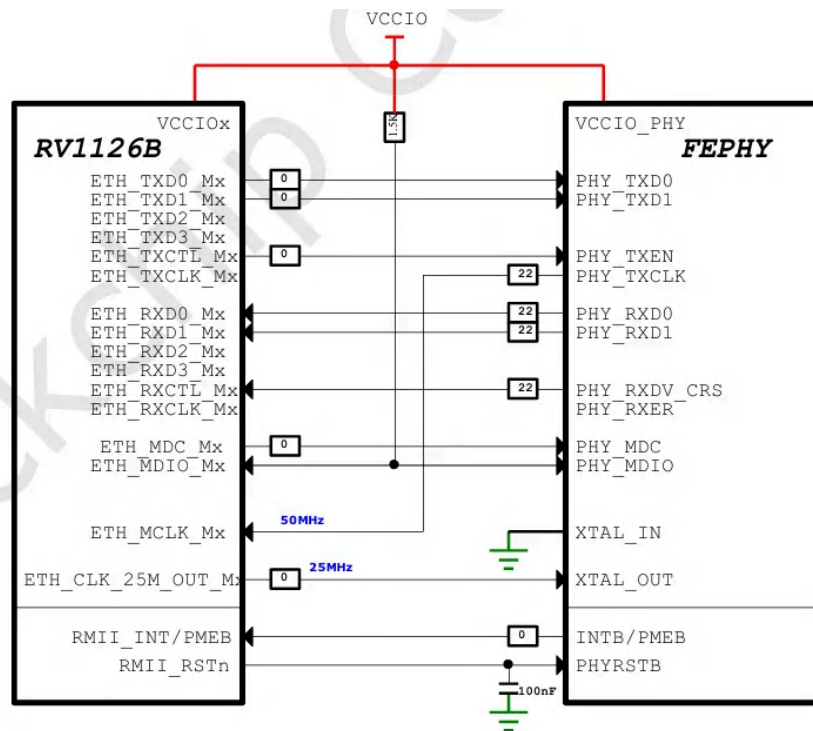 VCCIO
VCCIOx
RV1126B
ETH_TXD0_Mx
ETH_TXD1_Mx
ETH_TXD2_Mx
ETH_TXD3_Mx
ETH_TXCTL_Mx
ETH_TXCLK_Mx
ETH_RXD0_Mx
ETH_RXD1_Mx
ETH_RXD2_Mx
ETH_RXD3_Mx
ETH_RXCTL_Mx
ETH_RXCLK_Mx
ETH_MDC_Mx
ETH_MDIO_Mx
ETH_MCLK_Mx
ETH_CLK_25M_OUT_Mx
RMII_INT/PMEB
RMII_RSTn
0
0
0
0
50MHz
0
25MHz
1.5K
22
22
22
22
0
100nF
VCCIO_PHY
FEPHY
PHY_TXD0
PHY_TXD1
PHY_TXEN
PHY_TXCLK
PHY_RXD0
PHY_RXD1
PHY_RXDV_CRS
PHY_RXER
PHY_MDC
PHY_MDIO
XTAL_IN
XTAL_OUT
INTB/PMEB
PHYRSTB
ckchip C